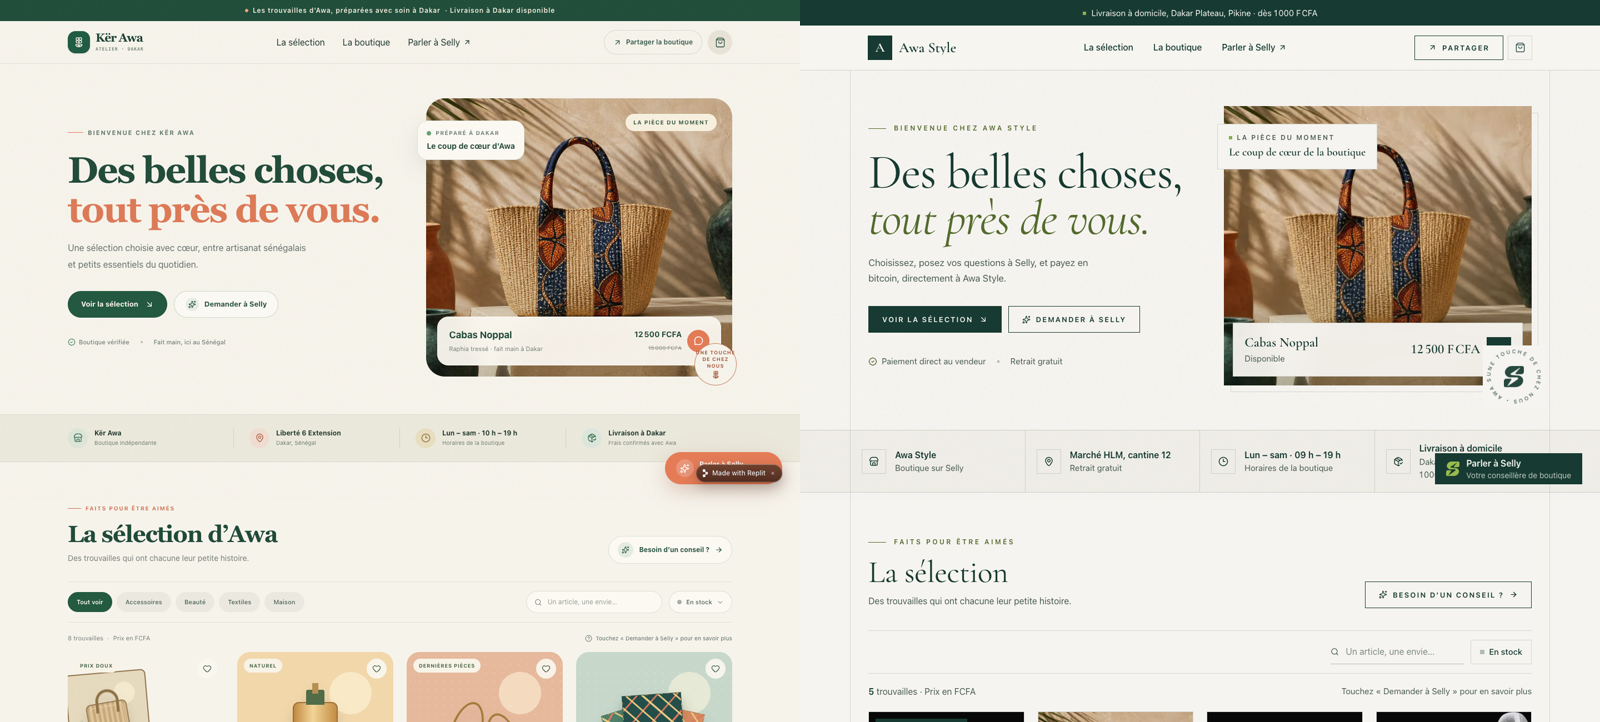 Les trouvailles d'Awa, préparées avec soin à Dakar · Livraison à Dakar disponible
Kër Awa
ATELIER · DAKAR
La sélection
La boutique
Parler à Selly
Partager la boutique
BIENVENUE CHEZ KËR AWA
Des belles choses,
tout près de vous.
Une sélection choisie avec cœur, entre artisanat sénégalais
et petits essentiels du quotidien.
Voir la sélection
Demander à Selly
Boutique vérifiée
Fait main, ici au Sénégal
PRÉPARÉ À DAKAR
Le coup de cœur d'Awa
LA PIÈCE DU MOMENT
Cabas Noppal
Raphia tressé · fait main à Dakar
12 500 FCFA
15 000 FCFA
UNE TOUCHE
DE CHEZ
NOUS
Kër Awa
Boutique indépendante
Liberté 6 Extension
Dakar, Sénégal
Lun – sam · 10 h – 19 h
Horaires de la boutique
Livraison à Dakar
Frais confirmés avec Awa
Parler à Selly
Made with Replit
FAITS POUR ÊTRE AIMÉS
La sélection d'Awa
Des trouvailles qui ont chacune leur petite histoire.
Besoin d'un conseil ?
Tout voir
Accessoires
Beauté
Textiles
Maison
Un article, une envie...
En stock
8 trouvailles · Prix en FCFA
Touchez « Demander à Selly » pour en savoir plus
PRIX DOUX
NATUREL
DERNIÈRES PIÈCES
Livraison à domicile, Dakar Plateau, Pikine · dès 1000 FCFA
A
Awa Style
La sélection
La boutique
Parler à Selly
PARTAGER
BIENVENUE CHEZ AWA STYLE
Des belles choses,
tout près de vous.
Choisissez, posez vos questions à Selly, et payez en
bitcoin, directement à Awa Style.
VOIR LA SÉLECTION
DEMANDER À SELLY
Paiement direct au vendeur
Retrait gratuit
LA PIÈCE DU MOMENT
Le coup de cœur de la boutique
Cabas Noppal
Disponible
12 500 FCFA
UNE TOUCHE DE CHEZ NOUS · AWA S
Awa Style
Boutique sur Selly
Marché HLM, cantine 12
Retrait gratuit
Lun – sam · 09 h – 19 h
Horaires de la boutique
Livraison à domicile
Parler à Selly
Votre conseillère de boutique
FAITS POUR ÊTRE AIMÉS
La sélection
Des trouvailles qui ont chacune leur petite histoire.
BESOIN D'UN CONSEIL ?
Un article, une envie...
En stock
5 trouvailles · Prix en FCFA
Touchez « Demander à Selly » pour en savoir plus